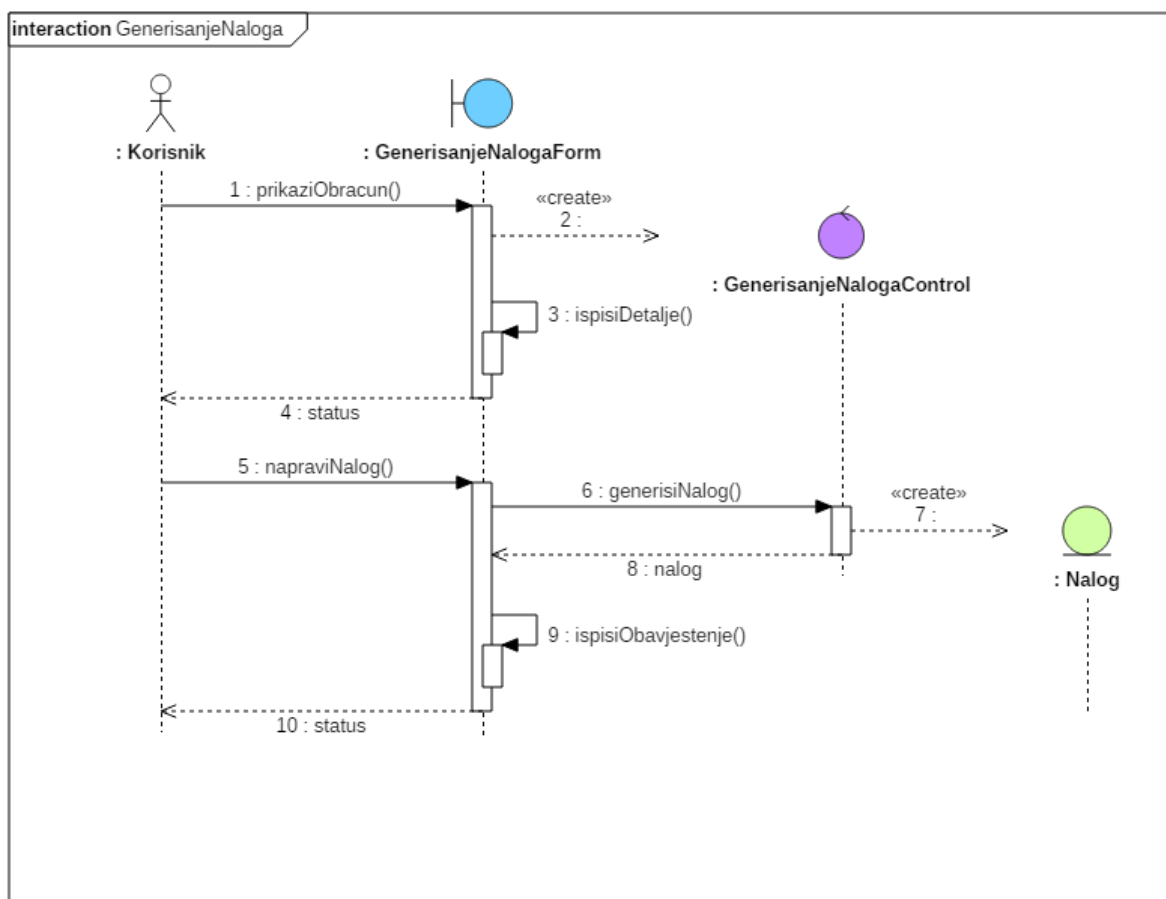 interaction GenerisanjeNaloga
: Korisnik
: GenerisanjeNalogaForm
1 : prikaziObracun()
«create»
2 :
: GenerisanjeNalogaControl
3 : ispisiDetalje()
4 : status
5 : napraviNalog()
6 : generisiNalog()
«create»
7 :
8 : nalog
: Nalog
9 : ispisiObavjestenje()
10 : status